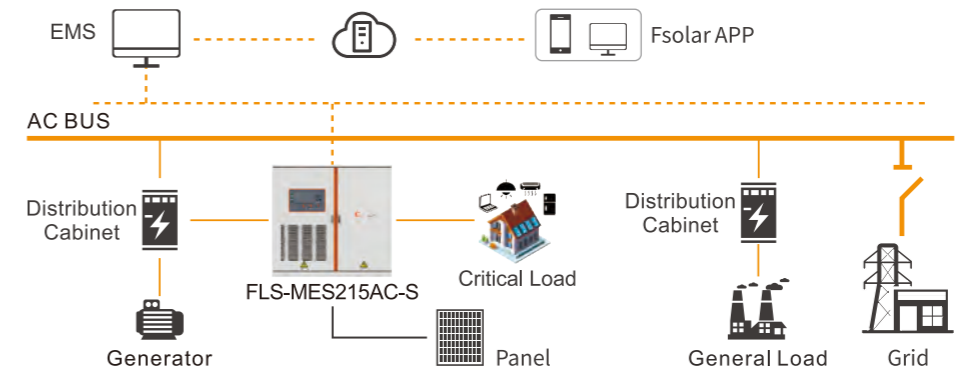 EMS
Fsolar APP
AC BUS
Distribution
Cabinet
Distribution
Cabinet
Critical Load
FLS-MES215AC-S
Generator
Panel
General Load
Grid